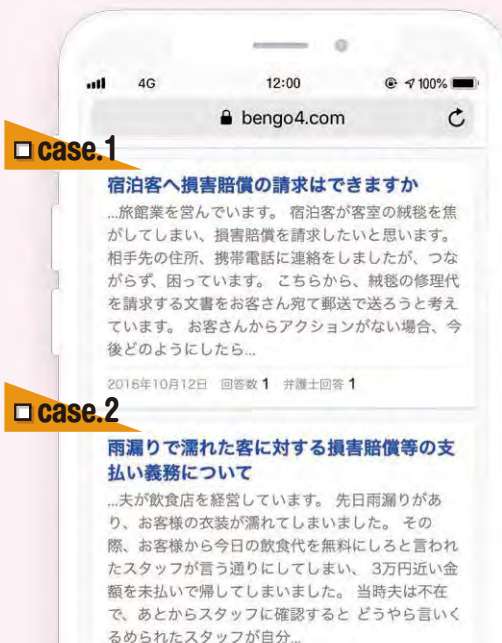 4G 12:00 100%
bengo4.com
case.1
宿泊客へ損害賠償の請求はできますか
...旅館業を営んでいます。 宿泊客が客室の絨毯を焦
がしてしまい、損害賠償を請求したいと思います。
相手先の住所、携帯電話に連絡をしましたが、つな
がらず、困っています。 こちらから、絨毯の修理代
を請求する文書をお客さん宛て郵送で送ろうと考え
ています。 お客さんからアクションがない場合、今
後どのようにしたら...
2016年10月12日 回答数 1 弁護士回答 1
case.2
雨漏りで濡れた客に対する損害賠償等の支
払い義務について
...夫が飲食店を経営しています。 先日雨漏りがあ
り、お客様の衣装が濡れてしまいました。 その
際、お客様から今日の飲食代を無料にしろと言われ
たスタッフが言う通りにしてしまい、 3万円近い金
額を未払いで帰してしまいました。 当時夫は不在
で、あとからスタッフに確認すると どうやら言いく
るめられたスタッフが自分...